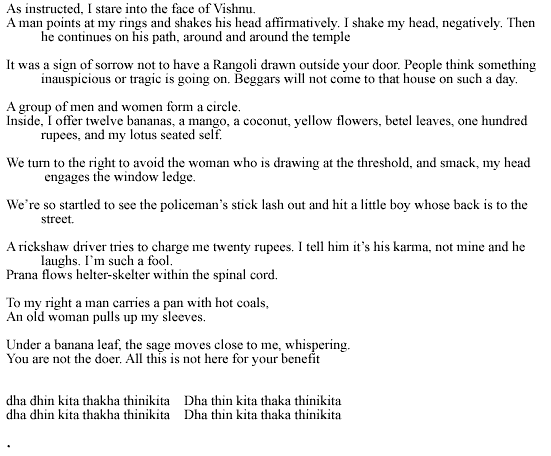 As instructed, I stare into the face of Vishnu.
A man points at my rings and shakes his head affirmatively. I shake my head, negatively. Then
he continues on his path, around and around the temple
It was a sign of sorrow not to have a Rangoli drawn outside your door. People think something
inauspicious or tragic is going on. Beggars will not come to that house on such a day.
A group of men and women form a circle.
Inside, I offer twelve bananas, a mango, a coconut, yellow flowers, betel leaves, one hundred
rupees, and my lotus seated self.
We turn to the right to avoid the woman who is drawing at the threshold, and smack, my head
engages the window ledge.
We're so startled to see the policeman's stick lash out and hit a little boy whose back is to the
street.
A rickshaw driver tries to charge me twenty rupees. I tell him it's his karma, not mine and he
laughs. I'm such a fool.
Prana flows helter-skelter within the spinal cord.
To my right a man carries a pan with hot coals,
An old woman pulls up my sleeves.
Under a banana leaf, the sage moves close to me, whispering.
You are not the doer. All this is not here for your benefit
dha dhin kita thakha thinikita Dha thin kita thaka thinikita
dha dhin kita thakha thinikita Dha thin kita thaka thinikita
.